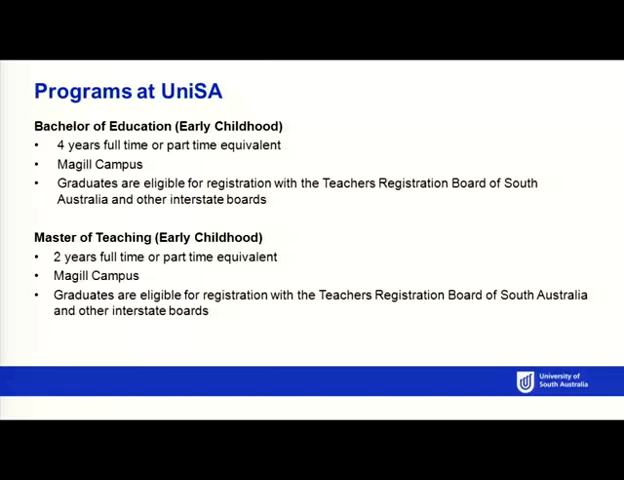 Programs at UniSA
Bachelor of Education (Early Childhood)
• 4 years full time or part time equivalent
• Magill Campus
• Graduates are eligible for registration with the Teachers Registration Board of South
Australia and other interstate boards
Master of Teaching (Early Childhood)
• 2 years full time or part time equivalent
• Magill Campus
• Graduates are eligible for registration with the Teachers Registration Board of South Australia
and other interstate boards
University of
South Australia